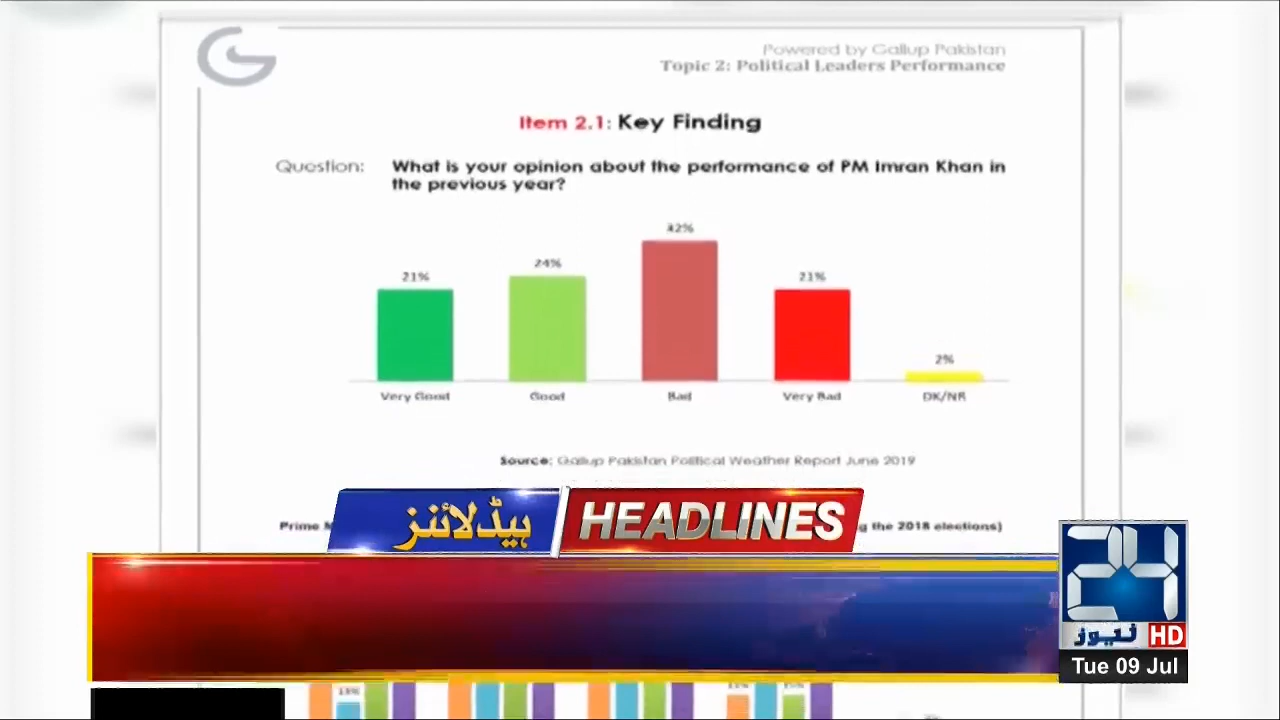 Powered by Gallup Pakistan
Topic 2: Political Leaders Performance
Item 2.1: Key Finding
Question: What is your opinion about the performance of PM Imran Khan in
the previous year?
21% 24% 42% 21% 2%
Very Good Good Bad Very Bad DK/NR
Source: Gallup Pakistan Political Weather Report June 2019
Prime
g the 2018 elections)
ہیڈلائنز HEADLINES
24
نیوز HD
Tue 09 Jul